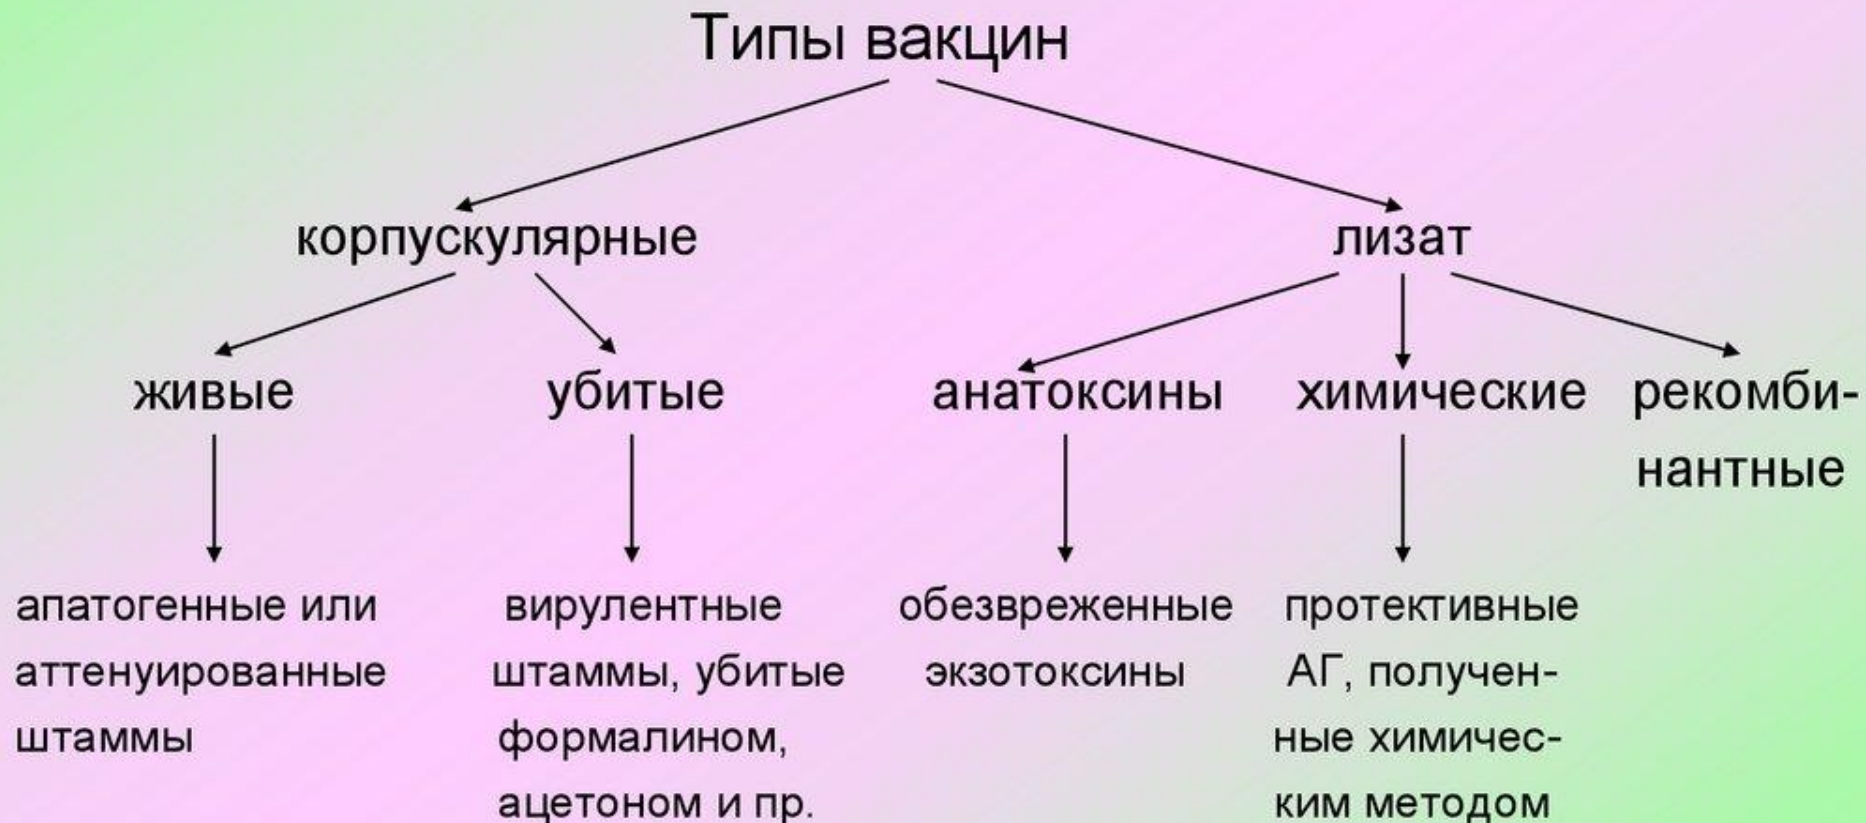 Типы вакцин
корпускулярные
лизат
живые
убитые
анатоксины
химические
рекомби-
нантные
апатогенные или
аттенуированные
штаммы
вирулентные
штаммы, убитые
формалином,
ацетоном и пр.
обезвреженные
экзотоксины
протективные
АГ, получен-
ные химичес-
ким методом